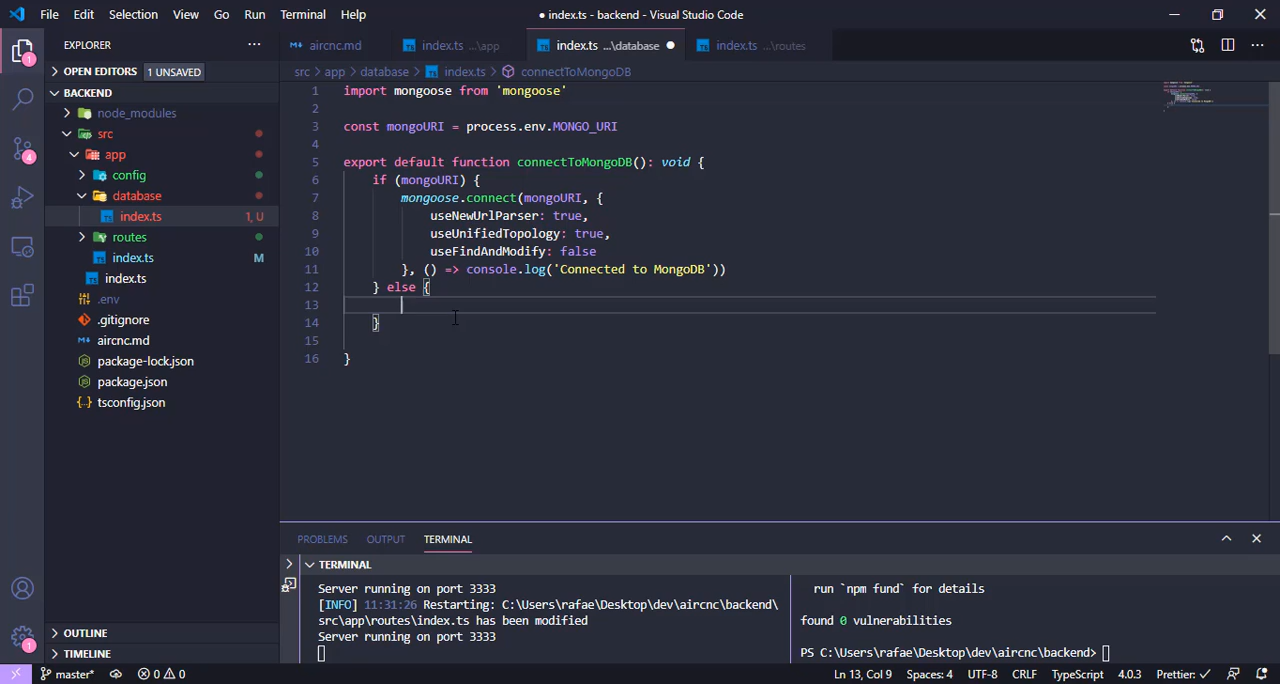 File Edit Selection View Go Run Terminal Help
● index.ts - backend - Visual Studio Code
EXPLORER
OPEN EDITORS 1 UNSAVED
BACKEND
node_modules
src
app
config
database
index.ts 1, U
routes
index.ts M
index.ts
.env
.gitignore
aircnc.md
package-lock.json
package.json
tsconfig.json
OUTLINE
TIMELINE
1
4
1
aircnc.md index.ts ...\app index.ts ...\database ● index.ts ...\routes
src > app > database > index.ts > connectToMongoDB
1 import mongoose from 'mongoose'
2
3 const mongoURI = process.env.MONGO_URI
4
5 export default function connectToMongoDB(): void {
6 if (mongoURI) {
7 mongoose.connect(mongoURI, {
8 useNewUrlParser: true,
9 useUnifiedTopology: true,
10 useFindAndModify: false
11 }, () => console.log('Connected to MongoDB'))
12 } else {
13
14 }
15
16 }
PROBLEMS OUTPUT TERMINAL
TERMINAL
Server running on port 3333
[INFO] 11:31:26 Restarting: C:\Users\rafae\Desktop\dev\aircnc\backend\
src\app\routes\index.ts has been modified
Server running on port 3333
run `npm fund` for details
found 0 vulnerabilities
PS C:\Users\rafae\Desktop\dev\aircnc\backend>
master* 0 0
Ln 13, Col 9 Spaces: 4 UTF-8 CRLF TypeScript 4.0.3 Prettier: ✓